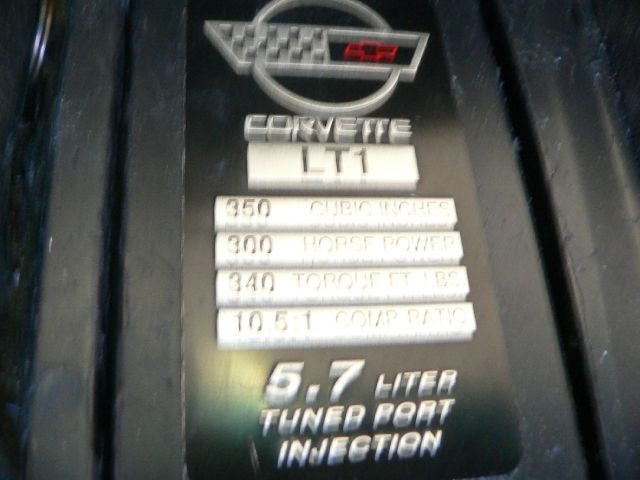 CORVETTE
LT1
350 CUBIC INCHES
300 HORSE POWER
340 TORQUE FT. LBS
10.5:1 COMP. RATIO
5.7 LITER
TUNED PORT
INJECTION